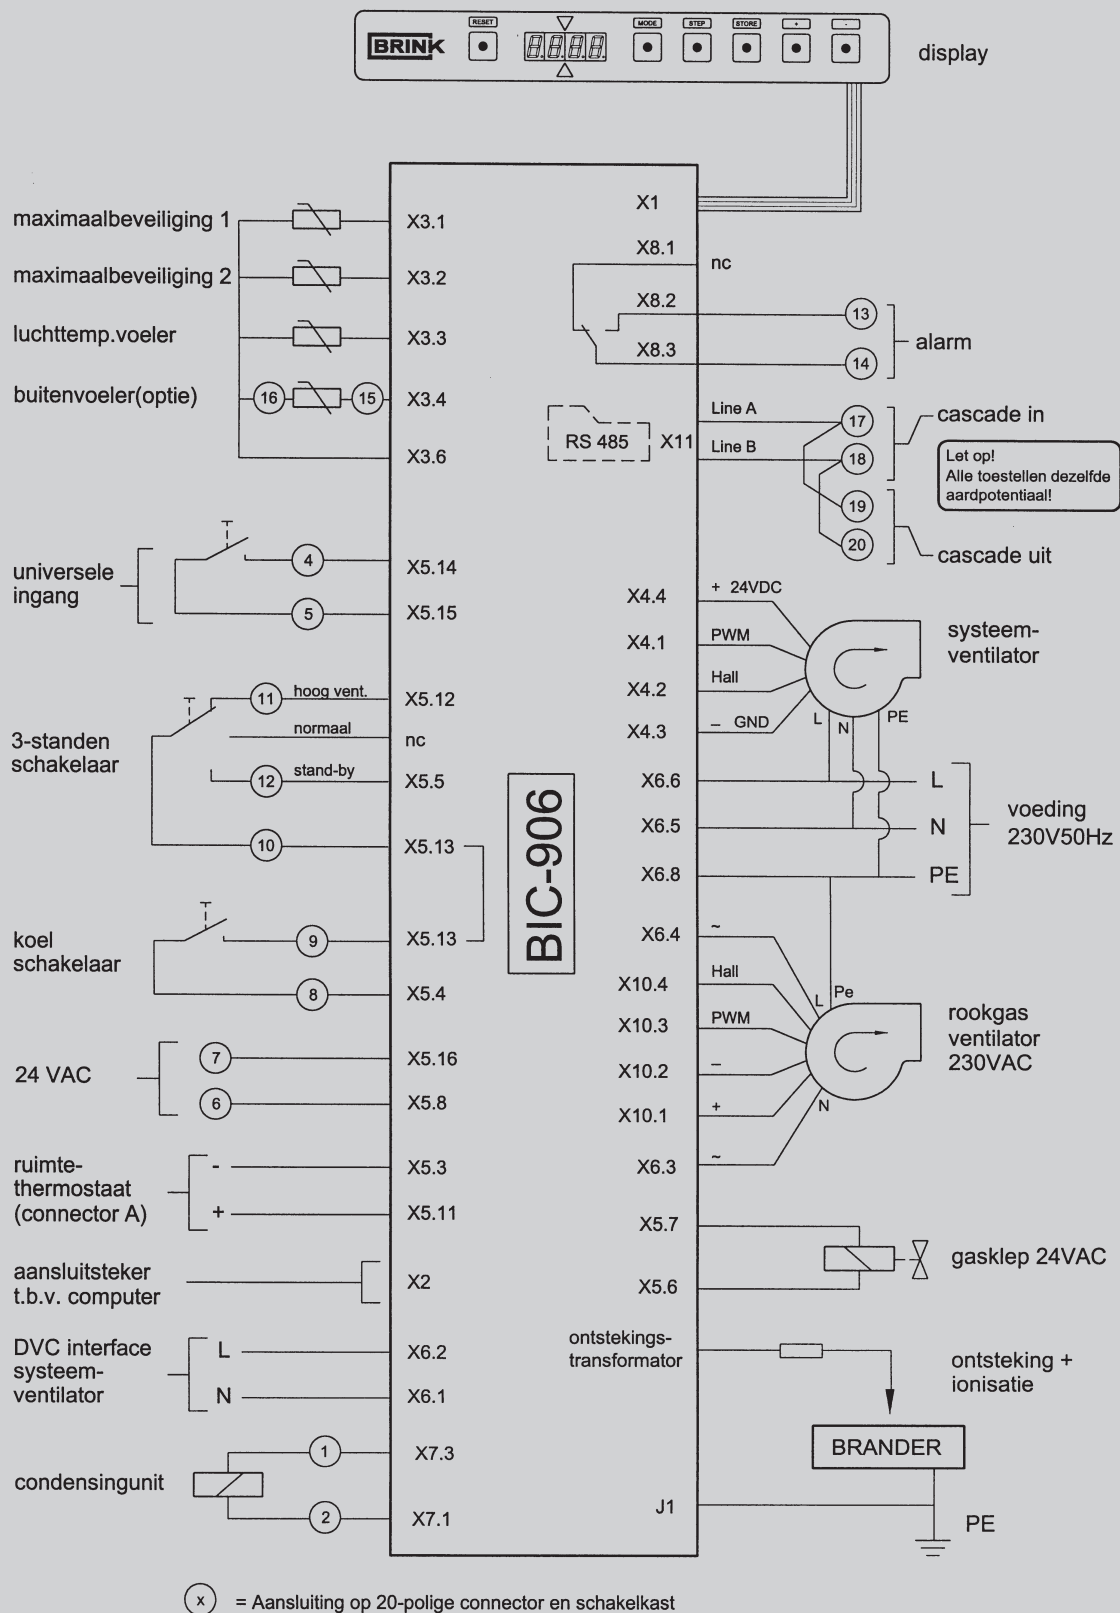 RESET
MODE
STEP
STORE
+
-
BRINK
8.8.8.8
display
maximaalbeveiliging 1
X3.1
maximaalbeveiliging 2
X3.2
luchttemp.voeler
X3.3
buitenvoeler(optie)
16
15
X3.4
X3.6
universele
ingang
4
X5.14
5
X5.15
3-standen
schakelaar
11
hoog vent.
X5.12
normaal
nc
12
stand-by
X5.5
10
X5.13
koel
schakelaar
9
X5.13
8
X5.4
24 VAC
7
X5.16
6
X5.8
ruimte-
thermostaat
(connector A)
-
X5.3
+
X5.11
aansluitsteker
t.b.v. computer
X2
DVC interface
systeem-
ventilator
L
X6.2
N
X6.1
condensingunit
1
X7.3
2
X7.1
BIC-906
X1
X8.1
nc
X8.2
13
X8.3
14
alarm
RS 485
X11
Line A
17
Line B
18
cascade in
Let op!
Alle toestellen dezelfde
aardpotentiaal!
19
20
cascade uit
X4.4
+ 24VDC
X4.1
PWM
X4.2
Hall
X4.3
– GND
L
N
PE
systeem-
ventilator
X6.6
L
X6.5
N
X6.8
PE
voeding
230V50Hz
X6.4
~
X10.4
Hall
X10.3
PWM
X10.2
–
X10.1
+
X6.3
~
L
Pe
N
rookgas
ventilator
230VAC
X5.7
X5.6
gasklep 24VAC
ontstekings-
transformator
ontsteking +
ionisatie
BRANDER
J1
PE
x = Aansluiting op 20-polige connector en schakelkast